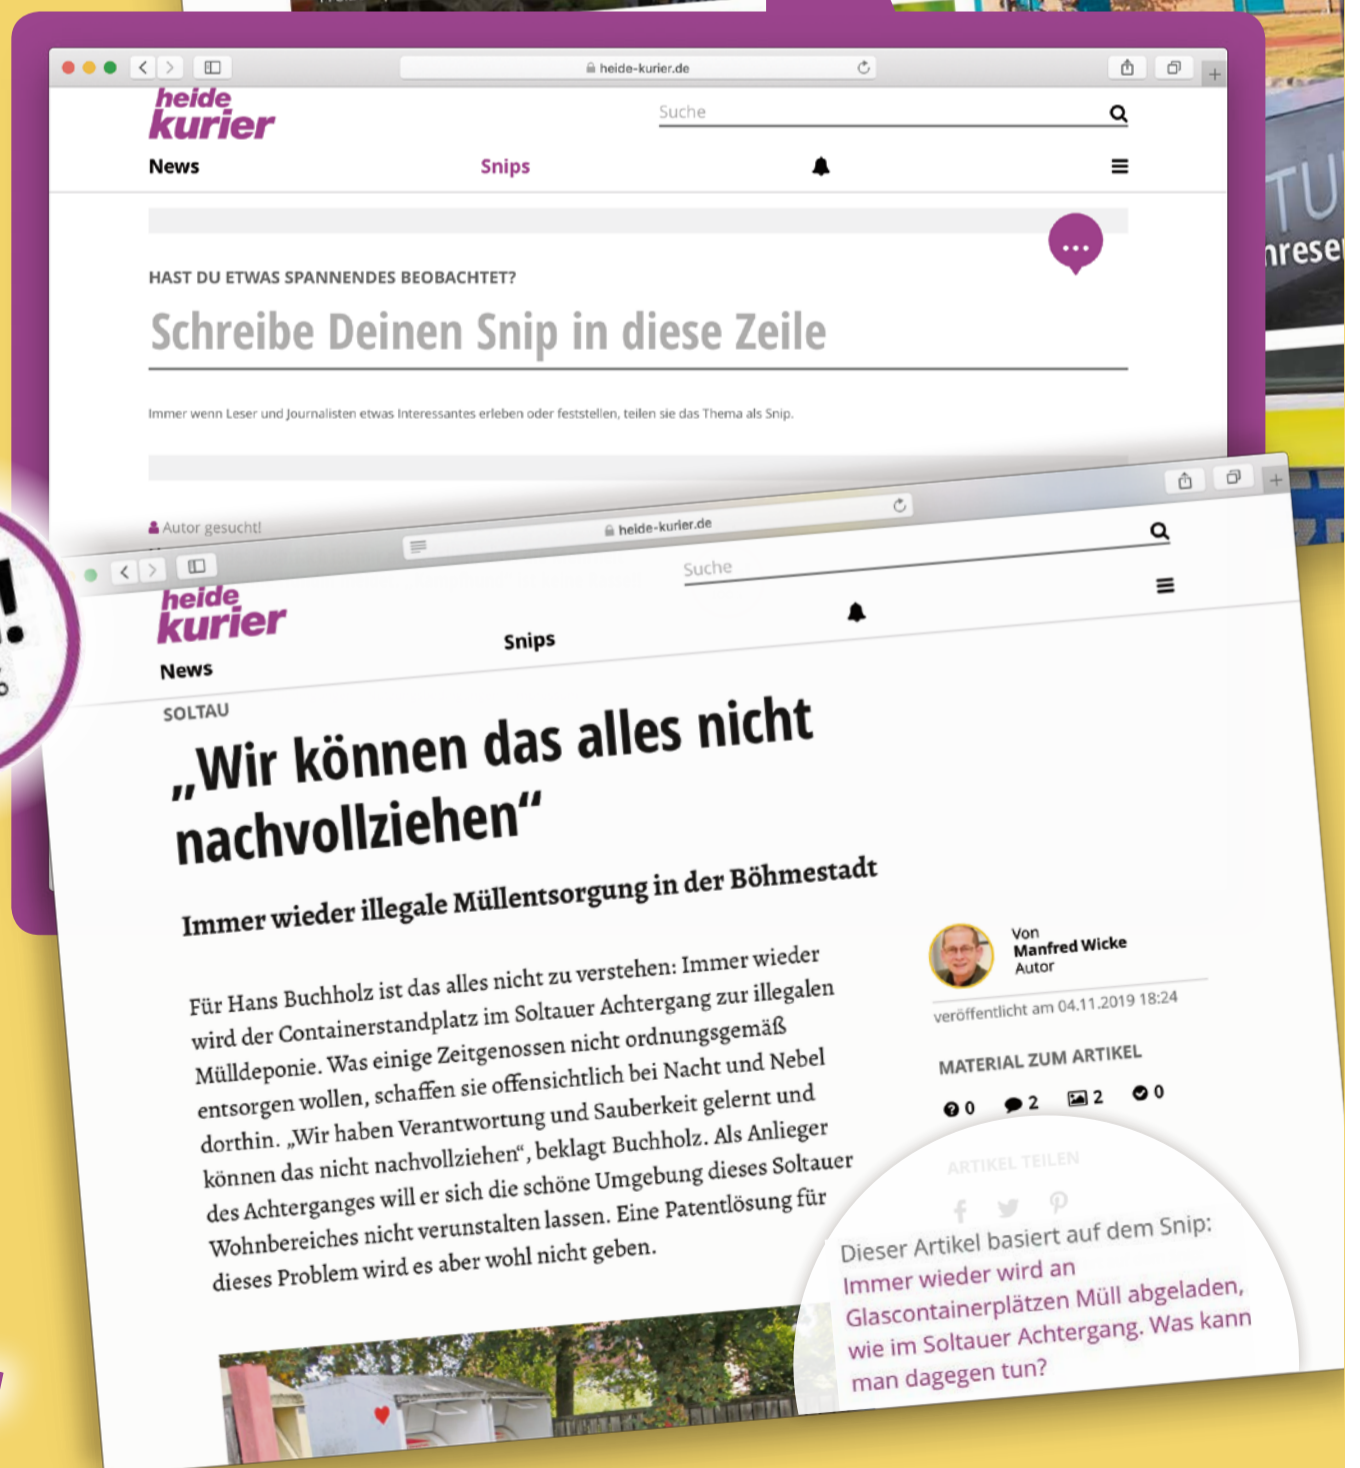 heide-kurier.de
heide
kurier
Suche
News
Snips
HAST DU ETWAS SPANNENDES BEOBACHTET?
Schreibe Deinen Snip in diese Zeile
Immer wenn Leser und Journalisten etwas Interessantes erleben oder feststellen, teilen sie das Thema als Snip.
Autor gesucht!
heide-kurier.de
heide
kurier
Suche
News
Snips
SOLTAU
„Wir können das alles nicht
nachvollziehen“
Immer wieder illegale Müllentsorgung in der Böhmestadt
Für Hans Buchholz ist das alles nicht zu verstehen: Immer wieder
wird der Containerstandplatz im Soltauer Achtergang zur illegalen
Mülldeponie. Was einige Zeitgenossen nicht ordnungsgemäß
entsorgen wollen, schaffen sie offensichtlich bei Nacht und Nebel
dorthin. „Wir haben Verantwortung und Sauberkeit gelernt und
können das nicht nachvollziehen“, beklagt Buchholz. Als Anlieger
des Achterganges will er sich die schöne Umgebung dieses Soltauer
Wohnbereiches nicht verunstalten lassen. Eine Patentlösung für
dieses Problem wird es aber wohl nicht geben.
Von
Manfred Wicke
Autor
veröffentlicht am 04.11.2019 18:24
MATERIAL ZUM ARTIKEL
0 2 2 0
ARTIKEL TEILEN
Dieser Artikel basiert auf dem Snip:
Immer wieder wird an
Glascontainerplätzen Müll abgeladen,
wie im Soltauer Achtergang. Was kann
man dagegen tun?
TU
hrese